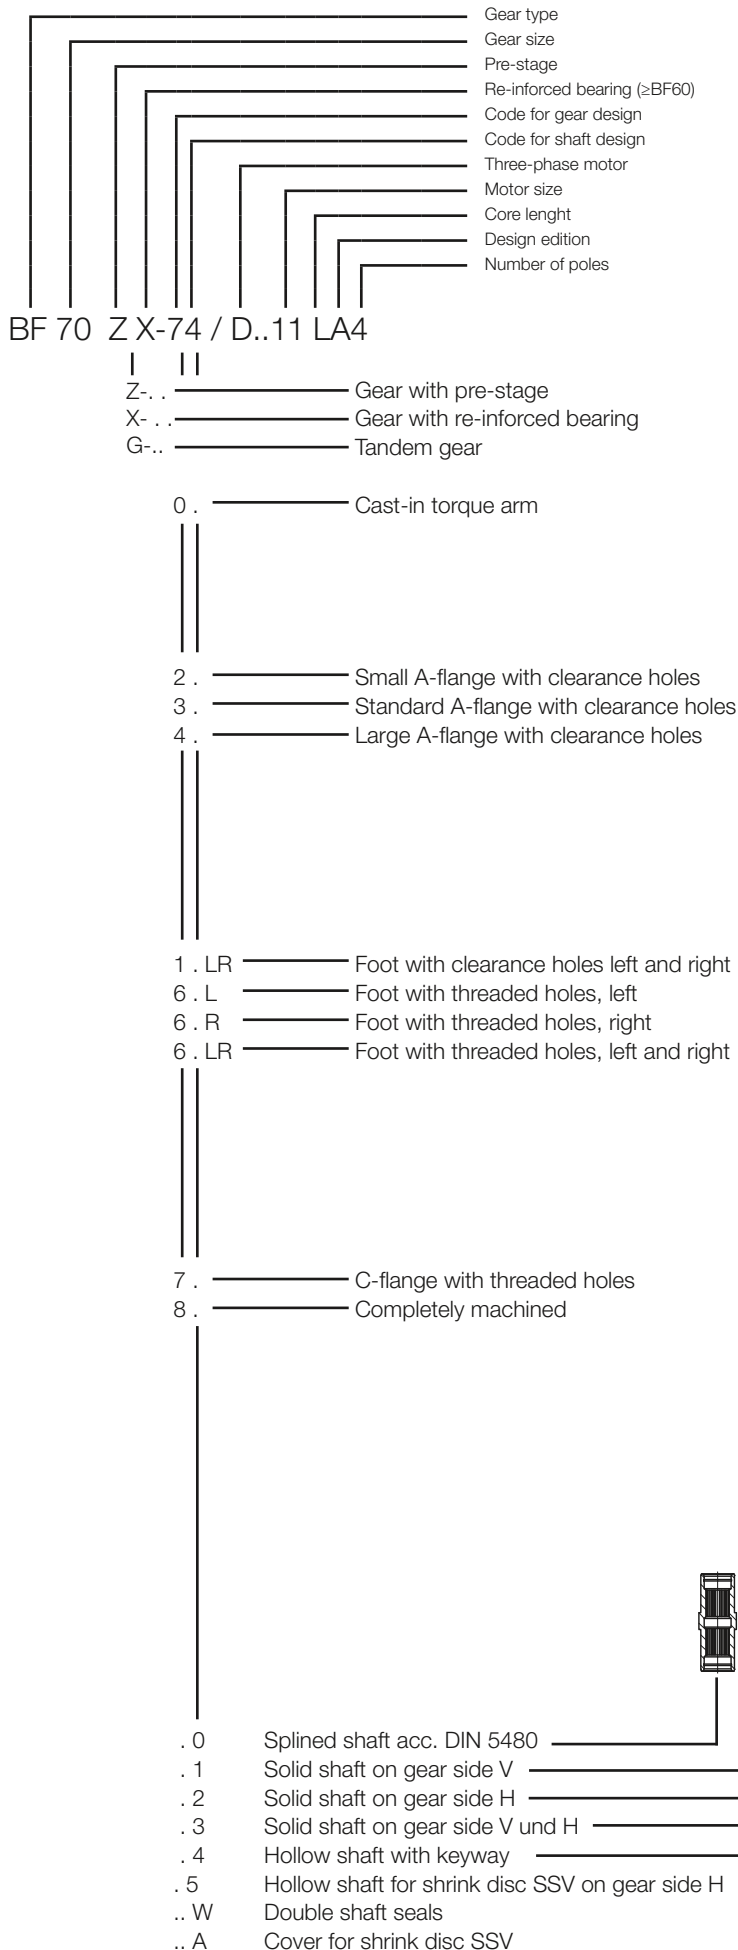 Gear type
Gear size
Pre-stage
Re-inforced bearing (≥BF60)
Code for gear design
Code for shaft design
Three-phase motor
Motor size
Core lenght
Design edition
Number of poles
BF 70 Z X-74 / D..11 LA4
Z-. . Gear with pre-stage
X- . . Gear with re-inforced bearing
G-.. Tandem gear
0 . Cast-in torque arm
2 . Small A-flange with clearance holes
3 . Standard A-flange with clearance holes
4 . Large A-flange with clearance holes
1 . LR Foot with clearance holes left and right
6 . L Foot with threaded holes, left
6 . R Foot with threaded holes, right
6 . LR Foot with threaded holes, left and right
7 . C-flange with threaded holes
8 . Completely machined
. 0 Splined shaft acc. DIN 5480
. 1 Solid shaft on gear side V
. 2 Solid shaft on gear side H
. 3 Solid shaft on gear side V und H
. 4 Hollow shaft with keyway
. 5 Hollow shaft for shrink disc SSV on gear side H
.. W Double shaft seals
.. A Cover for shrink disc SSV